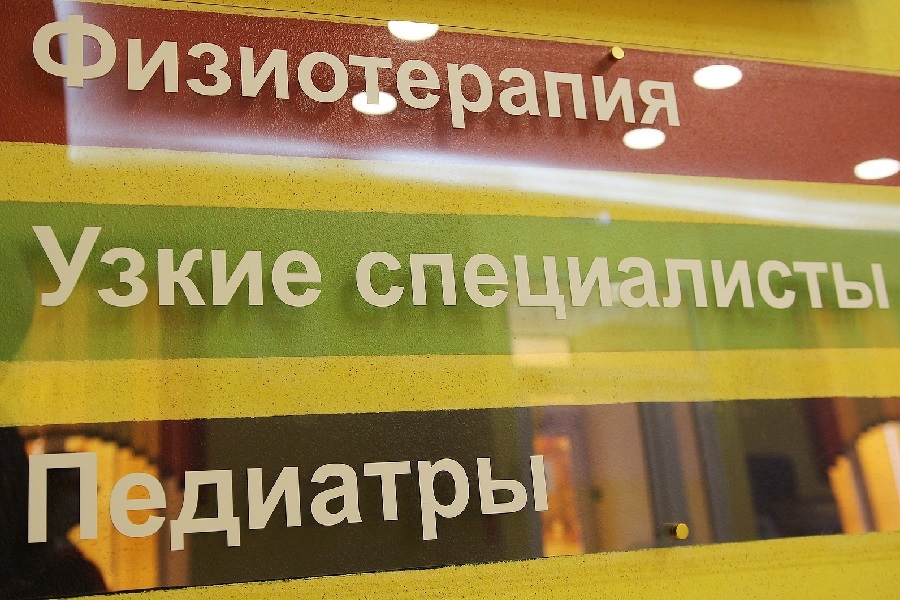 Физиотерапия
Узкие специалисты
Педиатры